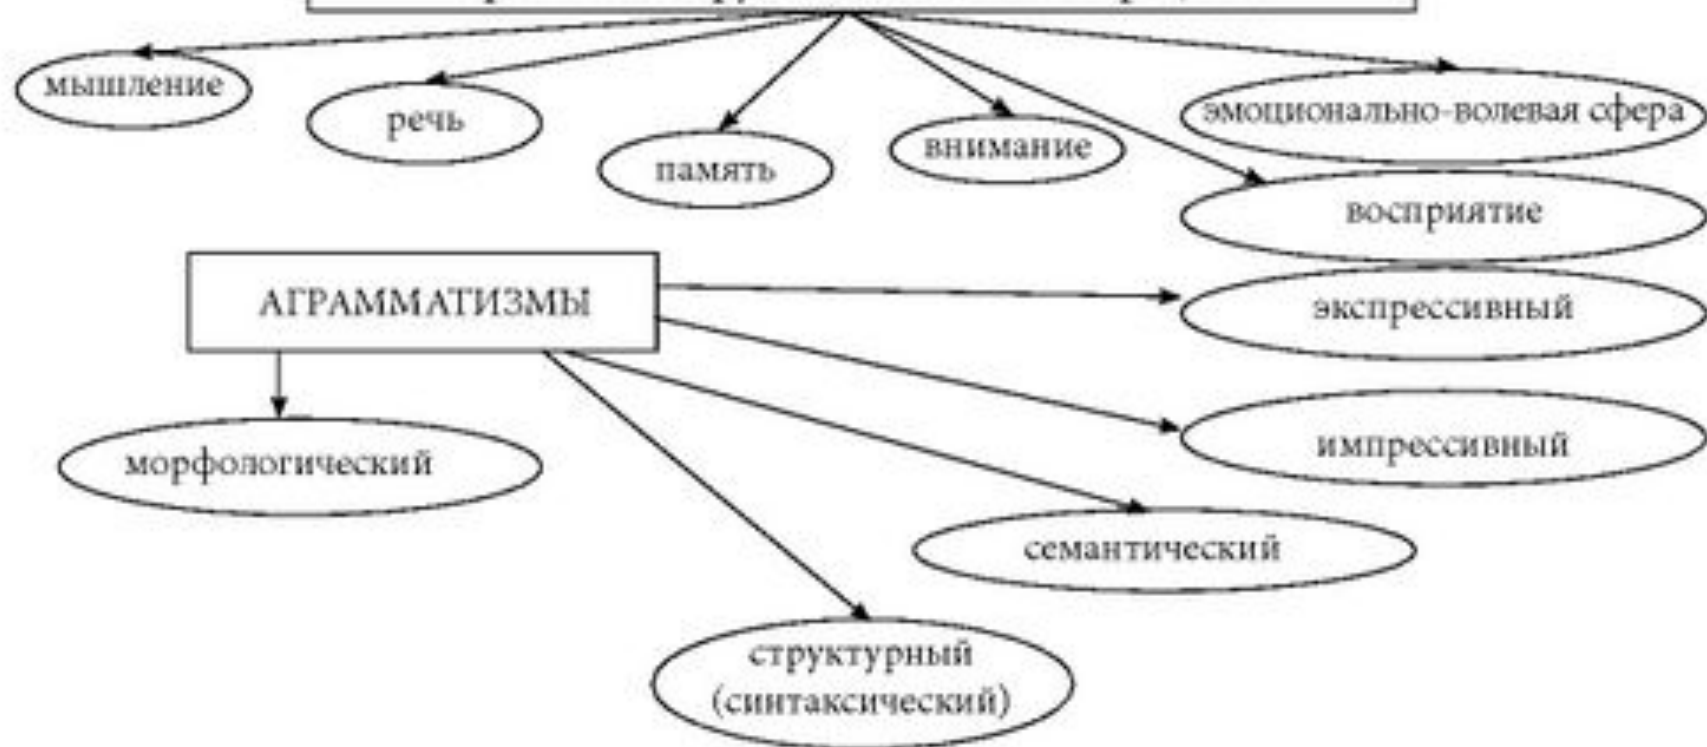 мышление
речь
память
внимание
эмоционально-волевая сфера
восприятие
АГРАММАТИЗМЫ
экспрессивный
импрессивный
морфологический
семантический
структурный
(синтаксический)